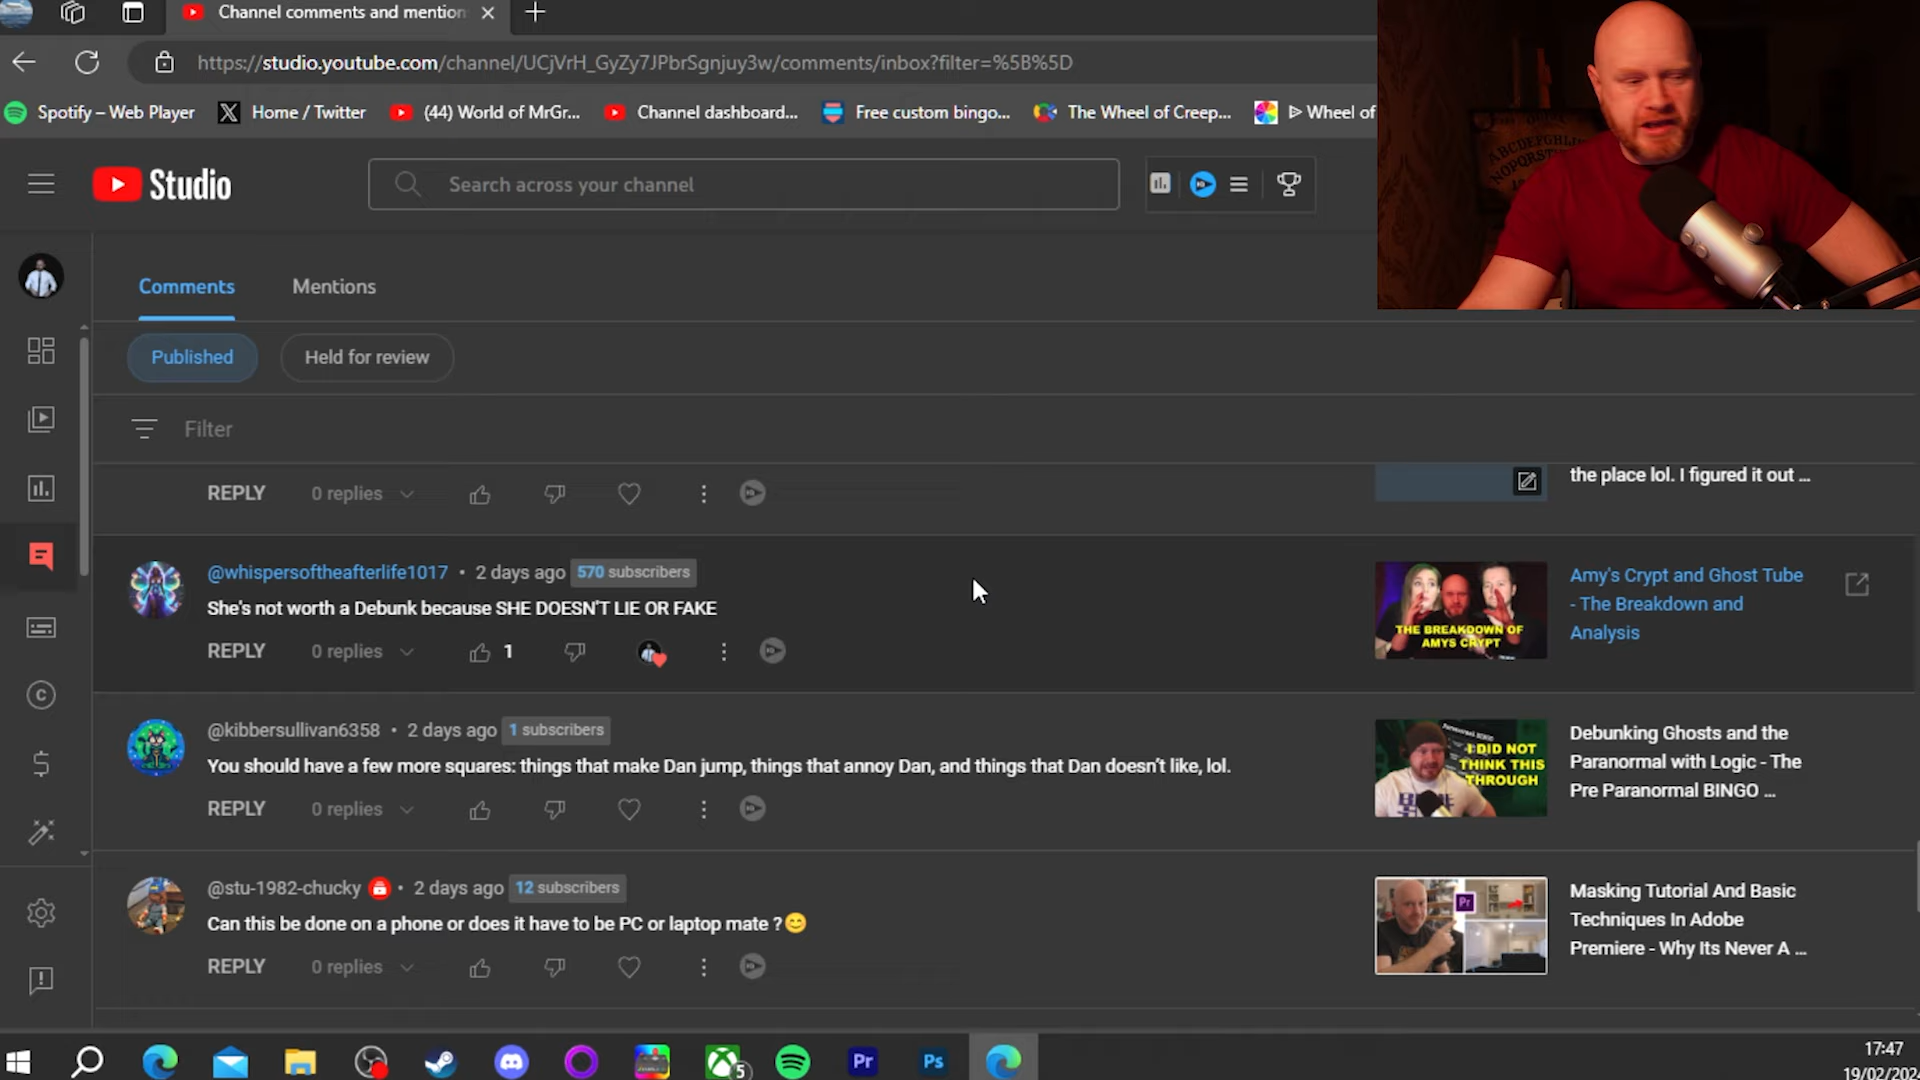 Channel comments and mention
https://studio.youtube.com/channel/UCjVrH_GyZy7JPbrSgnjuy3w/comments/inbox?filter=%5B%5D
Spotify – Web Player
Home / Twitter
(44) World of MrGr...
Channel dashboard...
Free custom bingo...
The Wheel of Creep...
Wheel of
ABCDEFGHIJ
NOPQRST
Studio
Search across your channel
Comments
Mentions
Published
Held for review
Filter
the place lol. I figured it out ...
REPLY
0 replies
@whispersoftheafterlife1017 • 2 days ago 570 subscribers
She's not worth a Debunk because SHE DOESN'T LIE OR FAKE
REPLY
0 replies
1
THE BREAKDOWN OF
AMYS CRYPT
Amy's Crypt and Ghost Tube
- The Breakdown and
Analysis
@kibbersullivan6358 • 2 days ago 1 subscribers
You should have a few more squares: things that make Dan jump, things that annoy Dan, and things that Dan doesn't like, lol.
REPLY
0 replies
I DID NOT
THINK THIS
THROUGH
Debunking Ghosts and the
Paranormal with Logic - The
Pre Paranormal BINGO ...
@stu-1982-chucky • 2 days ago 12 subscribers
Can this be done on a phone or does it have to be PC or laptop mate ?😊
REPLY
0 replies
Pr
Masking Tutorial And Basic
Techniques In Adobe
Premiere - Why Its Never A ...
5
Pr
Ps
17:47
19/02/202